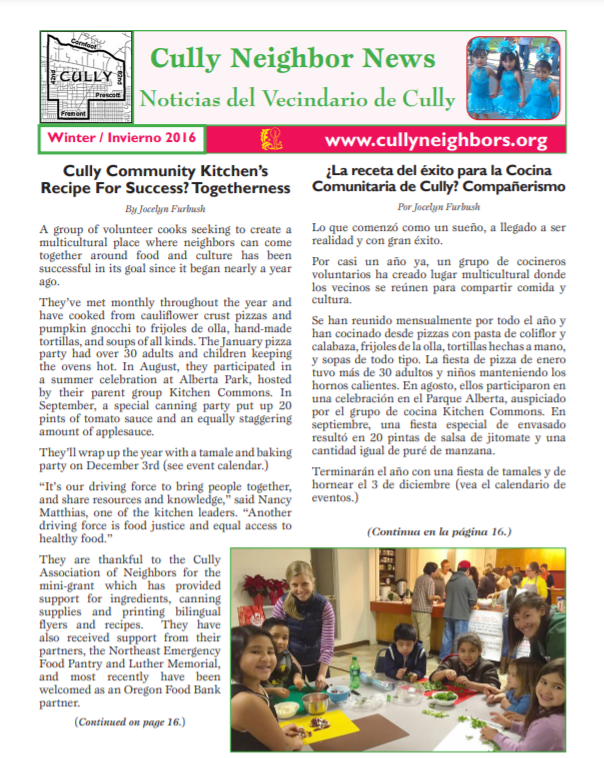 Cornfoot
42nd
CULLY
82nd
Prescott
Fremont
Cully Neighbor News
Noticias del Vecindario de Cully
Winter / Invierno 2016
www.cullyneighbors.org
Cully Community Kitchen's
Recipe For Success? Togetherness
By Jocelyn Furbush
A group of volunteer cooks seeking to create a
multicultural place where neighbors can come
together around food and culture has been
successful in its goal since it began nearly a year
ago.
They've met monthly throughout the year and
have cooked from cauliflower crust pizzas and
pumpkin gnocchi to frijoles de olla, hand-made
tortillas, and soups of all kinds. The January pizza
party had over 30 adults and children keeping
the ovens hot. In August, they participated in
a summer celebration at Alberta Park, hosted
by their parent group Kitchen Commons. In
September, a special canning party put up 20
pints of tomato sauce and an equally staggering
amount of applesauce.
They'll wrap up the year with a tamale and baking
party on December 3rd (see event calendar.)
"It's our driving force to bring people together,
and share resources and knowledge," said Nancy
Matthias, one of the kitchen leaders. "Another
driving force is food justice and equal access to
healthy food."
They are thankful to the Cully
Association of Neighbors for the
mini-grant which has provided
support for ingredients, canning
supplies and printing bilingual
flyers and recipes. They have
also received support from their
partners, the Northeast Emergency
Food Pantry and Luther Memorial,
and most recently have been
welcomed as an Oregon Food Bank
partner.
(Continued on page 16.)
¿La receta del éxito para la Cocina
Comunitaria de Cully? Compañerismo
Por Jocelyn Furbush
Lo que comenzó como un sueño, a llegado a ser
realidad y con gran éxito.
Por casi un año ya, un grupo de cocineros
voluntarios ha creado lugar multicultural donde
los vecinos se reúnen para compartir comida y
cultura.
Se han reunido mensualmente por todo el año y
han cocinado desde pizzas con pasta de coliflor y
calabaza, frijoles de la olla, tortillas hechas a mano,
y sopas de todo tipo. La fiesta de pizza de enero
tuvo más de 30 adultos y niños manteniendo los
hornos calientes. En agosto, ellos participaron en
una celebración en el Parque Alberta, auspiciado
por el grupo de cocina Kitchen Commons. En
septiembre, una fiesta especial de envasado
resultó en 20 pintas de salsa de jitomate y una
cantidad igual de puré de manzana.
Terminarán el año con una fiesta de tamales y de
hornear el 3 de diciembre (vea el calendario de
eventos.)
(Continua en la página 16.)